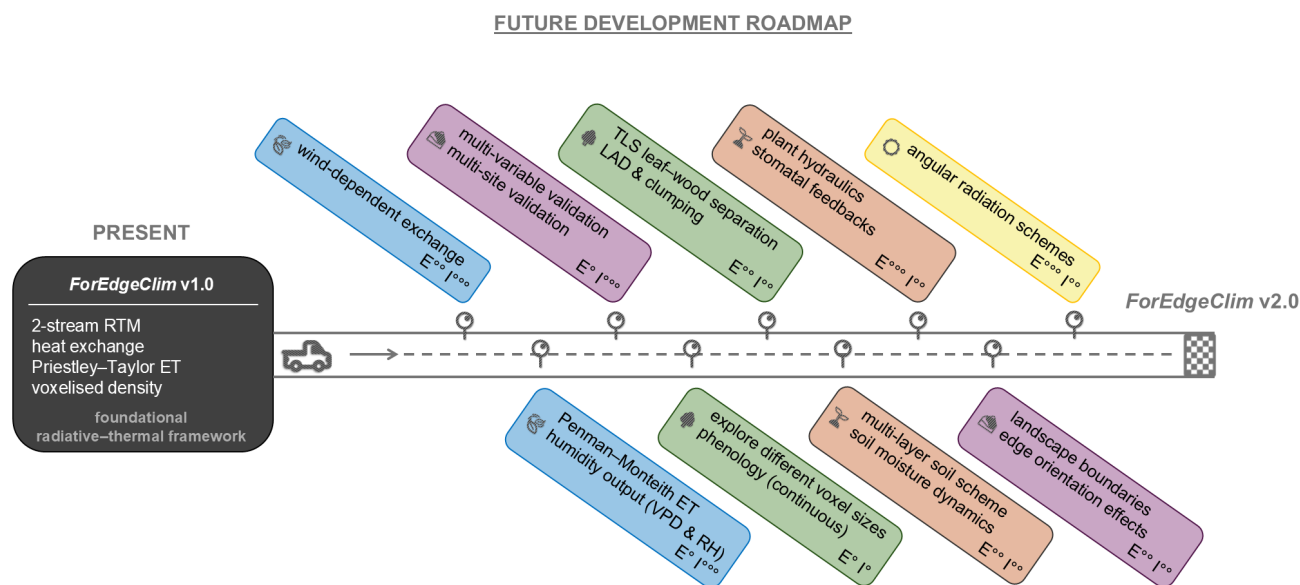 FUTURE DEVELOPMENT ROADMAP
PRESENT
ForEdgeClim v1.0
2-stream RTM
heat exchange
Priestley–Taylor ET
voxelised density
foundational
radiative–thermal framework
wind-dependent exchange
E°° I°°°
multi-variable validation
multi-site validation
E° I°°°
TLS leaf–wood separation
LAD & clumping
E°° I°°
plant hydraulics
stomatal feedbacks
E°°° I°°
angular radiation schemes
E°°° I°°
ForEdgeClim v2.0
Penman–Monteith ET
humidity output (VPD & RH)
E° I°°°
explore different voxel sizes
phenology (continuous)
E° I°
multi-layer soil scheme
soil moisture dynamics
E°° I°°
landscape boundaries
edge orientation effects
E°° I°°